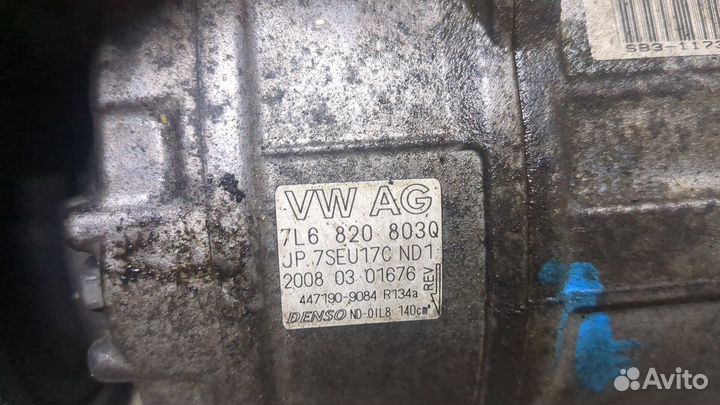 SB3-1173
VW AG
7L6 820 803Q
JP 7SEU17C ND1
2008 03 01676
REV
447190-9084 R134a
DENSO ND-OIL8 140cm³
Avito